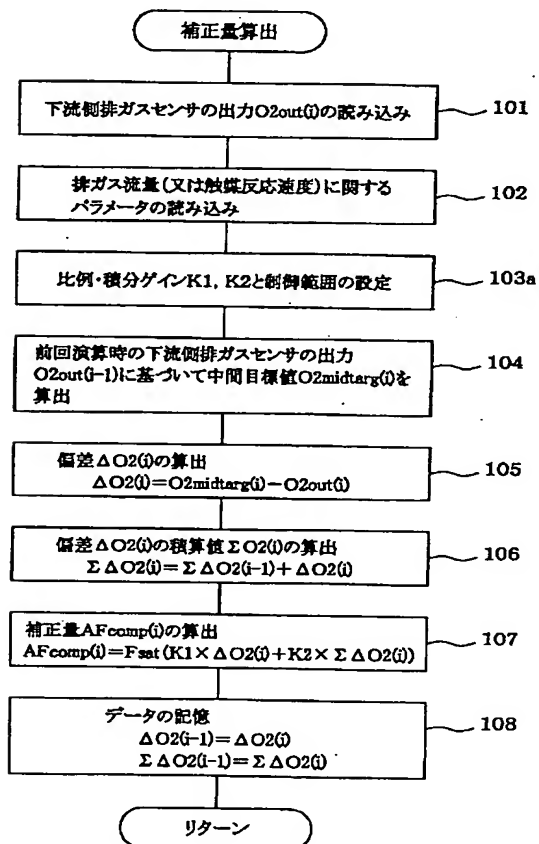 補正量算出
下流側排ガスセンサの出力O2out(i)の読み込み
101
排ガス流量(又は触媒反応速度)に関する
パラメータの読み込み
102
比例・積分ゲインK1, K2と制御範囲の設定
103a
前回演算時の下流側排ガスセンサの出力
O2out(i-1)に基づいて中間目標値O2midtarg(i)を
算出
104
偏差ΔO2(i)の算出
ΔO2(i)=O2midtarg(i)-O2out(i)
105
偏差ΔO2(i)の積算値ΣO2(i)の算出
ΣΔO2(i)=ΣΔO2(i-1)+ΔO2(i)
106
補正量AFcomp(i)の算出
AFcomp(i)=Fsat(K1×ΔO2(i)+K2×ΣΔO2(i))
107
データの記憶
ΔO2(i-1)=ΔO2(i)
ΣΔO2(i-1)=ΣΔO2(i)
108
リターン